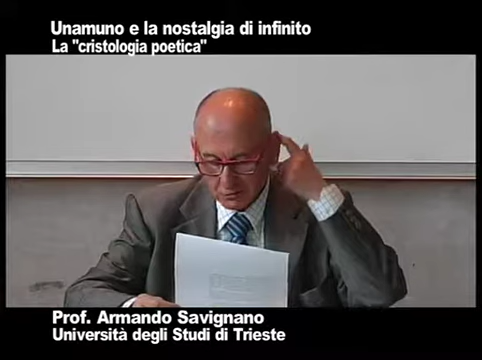 Unamuno e la nostalgia di infinito
La "cristologia poetica"
Prof. Armando Savignano
Università degli Studi di Trieste